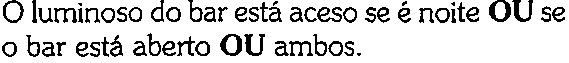 O luminoso do bar está aceso se é noite OU se
o bar está aberto OU ambos.